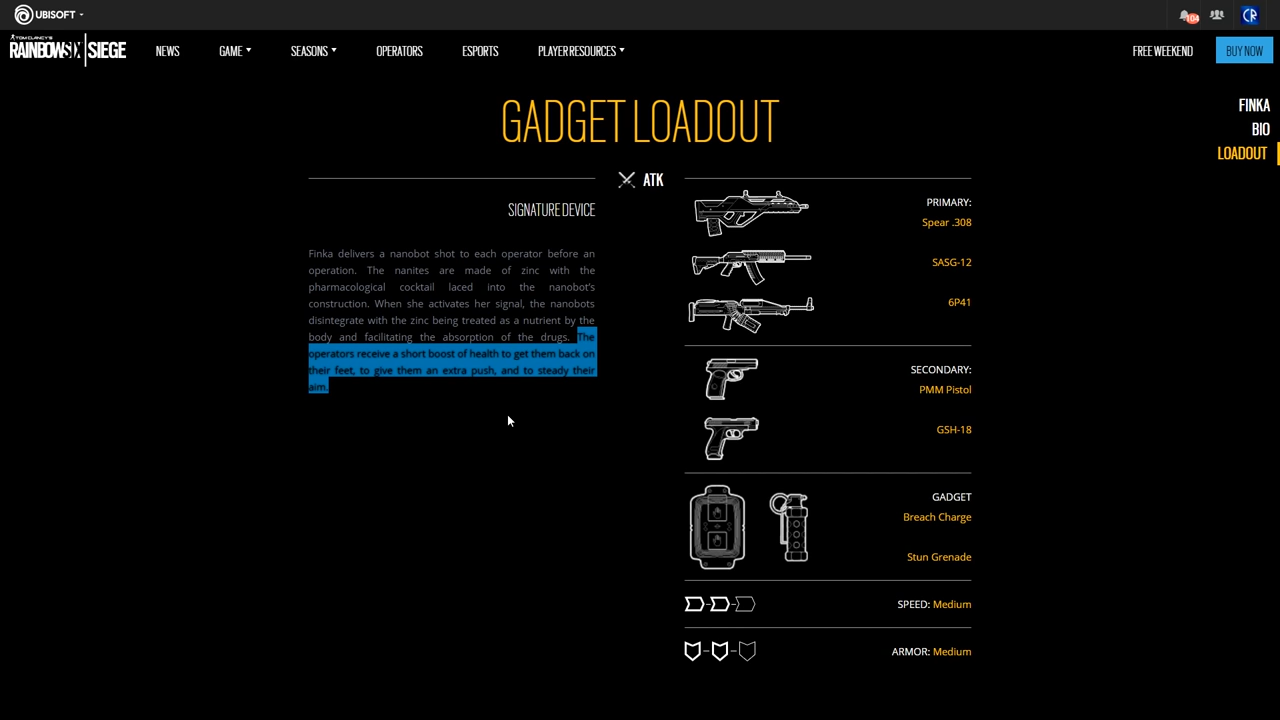 UBISOFT
104
CR
TOM CLANCY'S
RAINBOWSIX SIEGE
NEWS
GAME
SEASONS
OPERATORS
ESPORTS
PLAYER RESOURCES
FREE WEEKEND
BUY NOW
GADGET LOADOUT
FINKA
BIO
LOADOUT
ATK
SIGNATURE DEVICE
Finka delivers a nanobot shot to each operator before an
operation. The nanites are made of zinc with the
pharmacological cocktail laced into the nanobot's
construction. When she activates her signal, the nanobots
disintegrate with the zinc being treated as a nutrient by the
body and facilitating the absorption of the drugs. The
operators receive a short boost of health to get them back on
their feet, to give them an extra push, and to steady their
aim.
PRIMARY:
Spear .308
SASG-12
6P41
SECONDARY:
PMM Pistol
GSH-18
GADGET
Breach Charge
Stun Grenade
SPEED: Medium
ARMOR: Medium